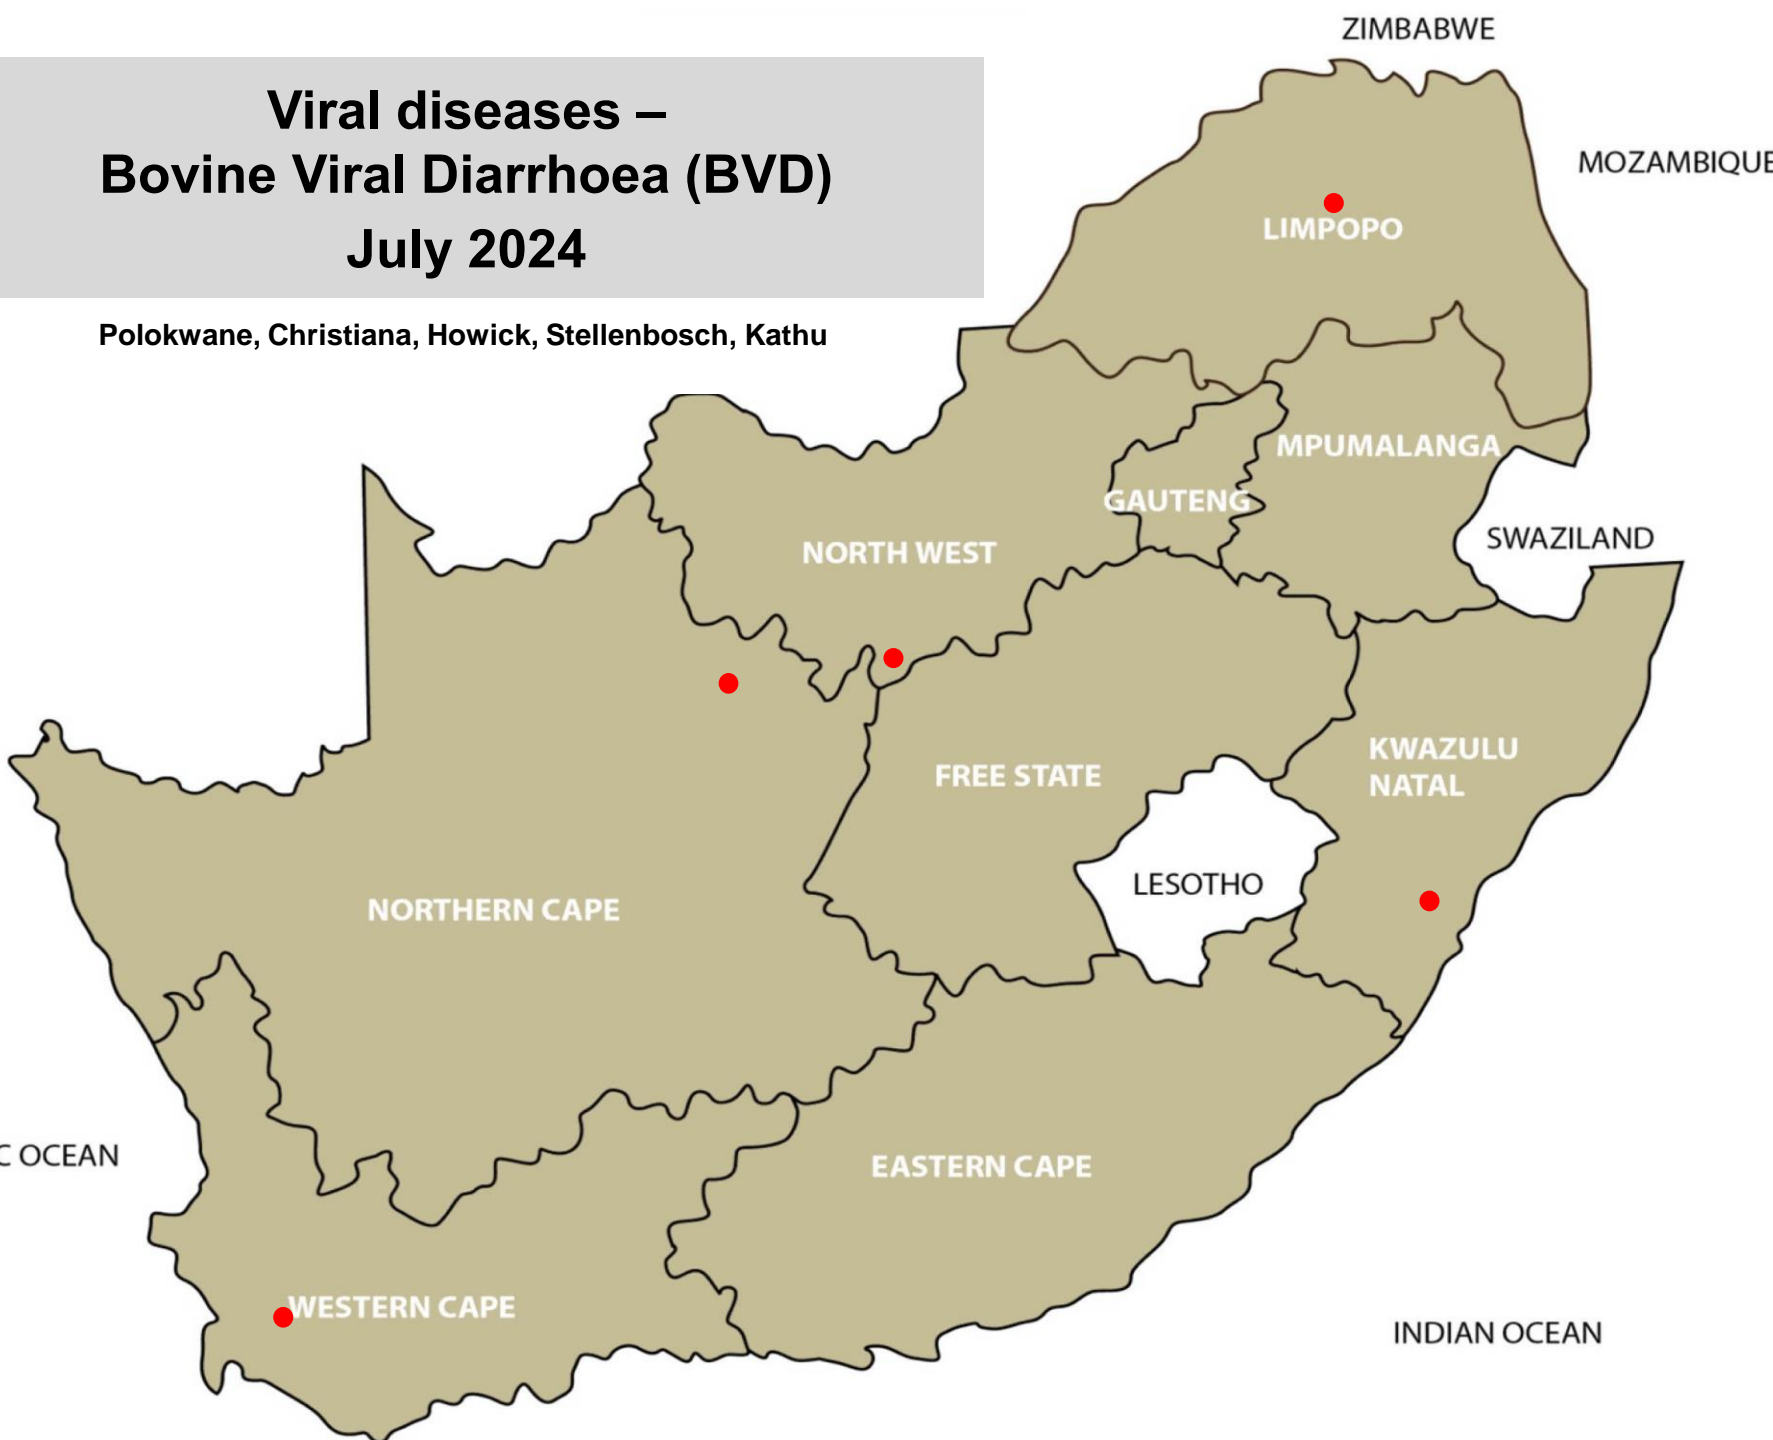 ZIMBABWE
Viral diseases –
Bovine Viral Diarrhoea (BVD)
July 2024
MOZAMBIQUE
LIMPOPO
Polokwane, Christiana, Howick, Stellenbosch, Kathu
MPUMALANGA
GAUTENG
SWAZILAND
NORTH WEST
KWAZULU
NATAL
FREE STATE
LESOTHO
NORTHERN CAPE
C OCEAN
EASTERN CAPE
WESTERN CAPE
INDIAN OCEAN